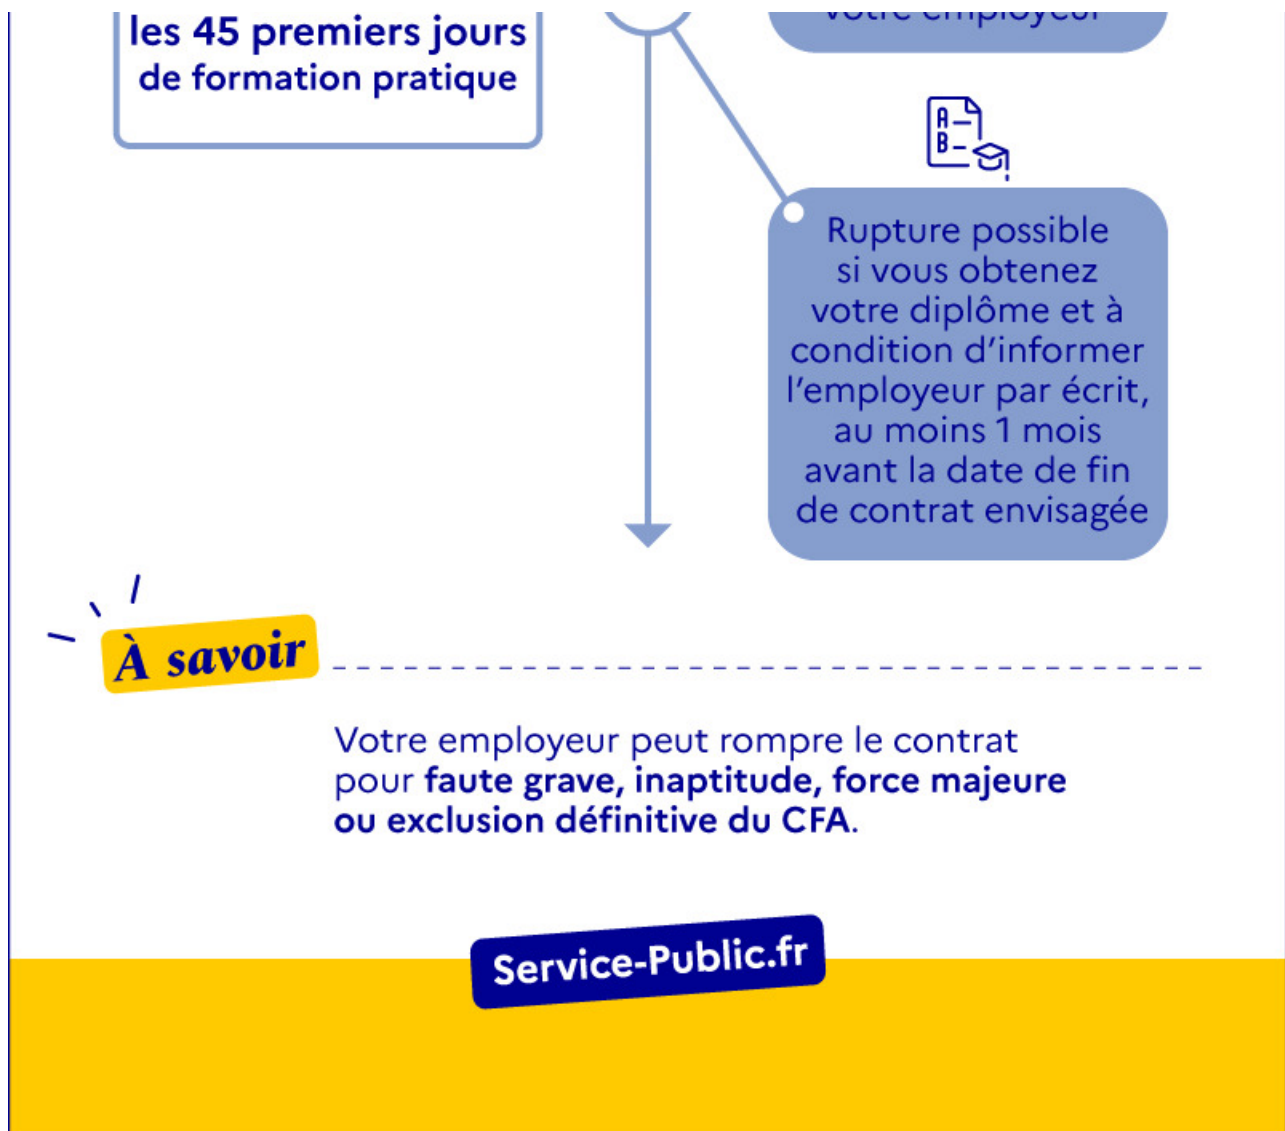 les 45 premiers jours
de formation pratique
votre employeur
A
B
Rupture possible
si vous obtenez
votre diplôme et à
condition d’informer
l’employeur par écrit,
au moins 1 mois
avant la date de fin
de contrat envisagée
À savoir
Votre employeur peut rompre le contrat
pour faute grave, inaptitude, force majeure
ou exclusion définitive du CFA.
Service-Public.fr